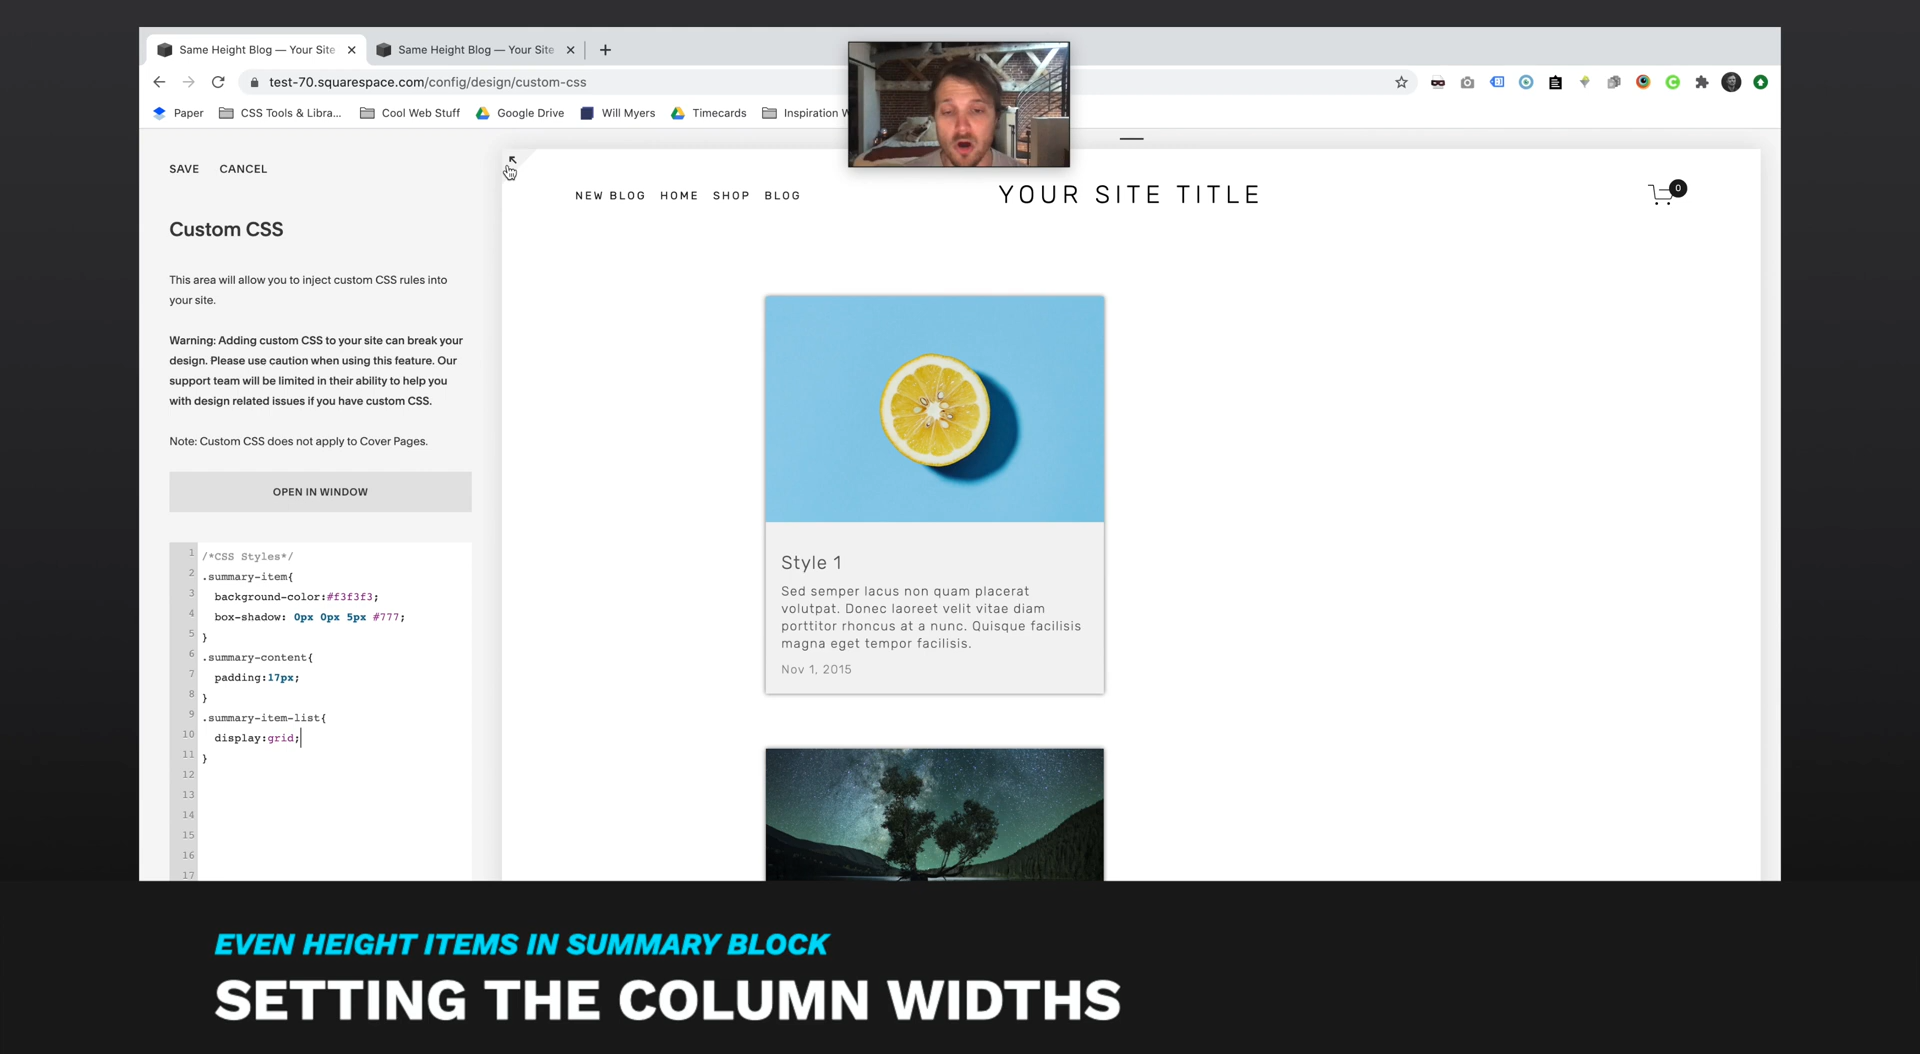 Same Height Blog — Your Site
Same Height Blog — Your Site
test-70.squarespace.com/config/design/custom-css
Paper
CSS Tools & Libra...
Cool Web Stuff
Google Drive
Will Myers
Timecards
Inspiration W
SAVE CANCEL
Custom CSS
This area will allow you to inject custom CSS rules into
your site.
Warning: Adding custom CSS to your site can break your
design. Please use caution when using this feature. Our
support team will be limited in their ability to help you
with design related issues if you have custom CSS.
Note: Custom CSS does not apply to Cover Pages.
OPEN IN WINDOW
1 /*CSS Styles*/
2 .summary-item{
3 background-color:#f3f3f3;
4 box-shadow: 0px 0px 5px #777;
5 }
6 .summary-content{
7 padding:17px;
8 }
9 .summary-item-list{
10 display:grid;
11 }
12
13
14
15
16
17
NEW BLOG HOME SHOP BLOG
YOUR SITE TITLE
0
Style 1
Sed semper lacus non quam placerat
volutpat. Donec laoreet velit vitae diam
porttitor rhoncus at a nunc. Quisque facilisis
magna eget tempor facilisis.
Nov 1, 2015
EVEN HEIGHT ITEMS IN SUMMARY BLOCK
SETTING THE COLUMN WIDTHS